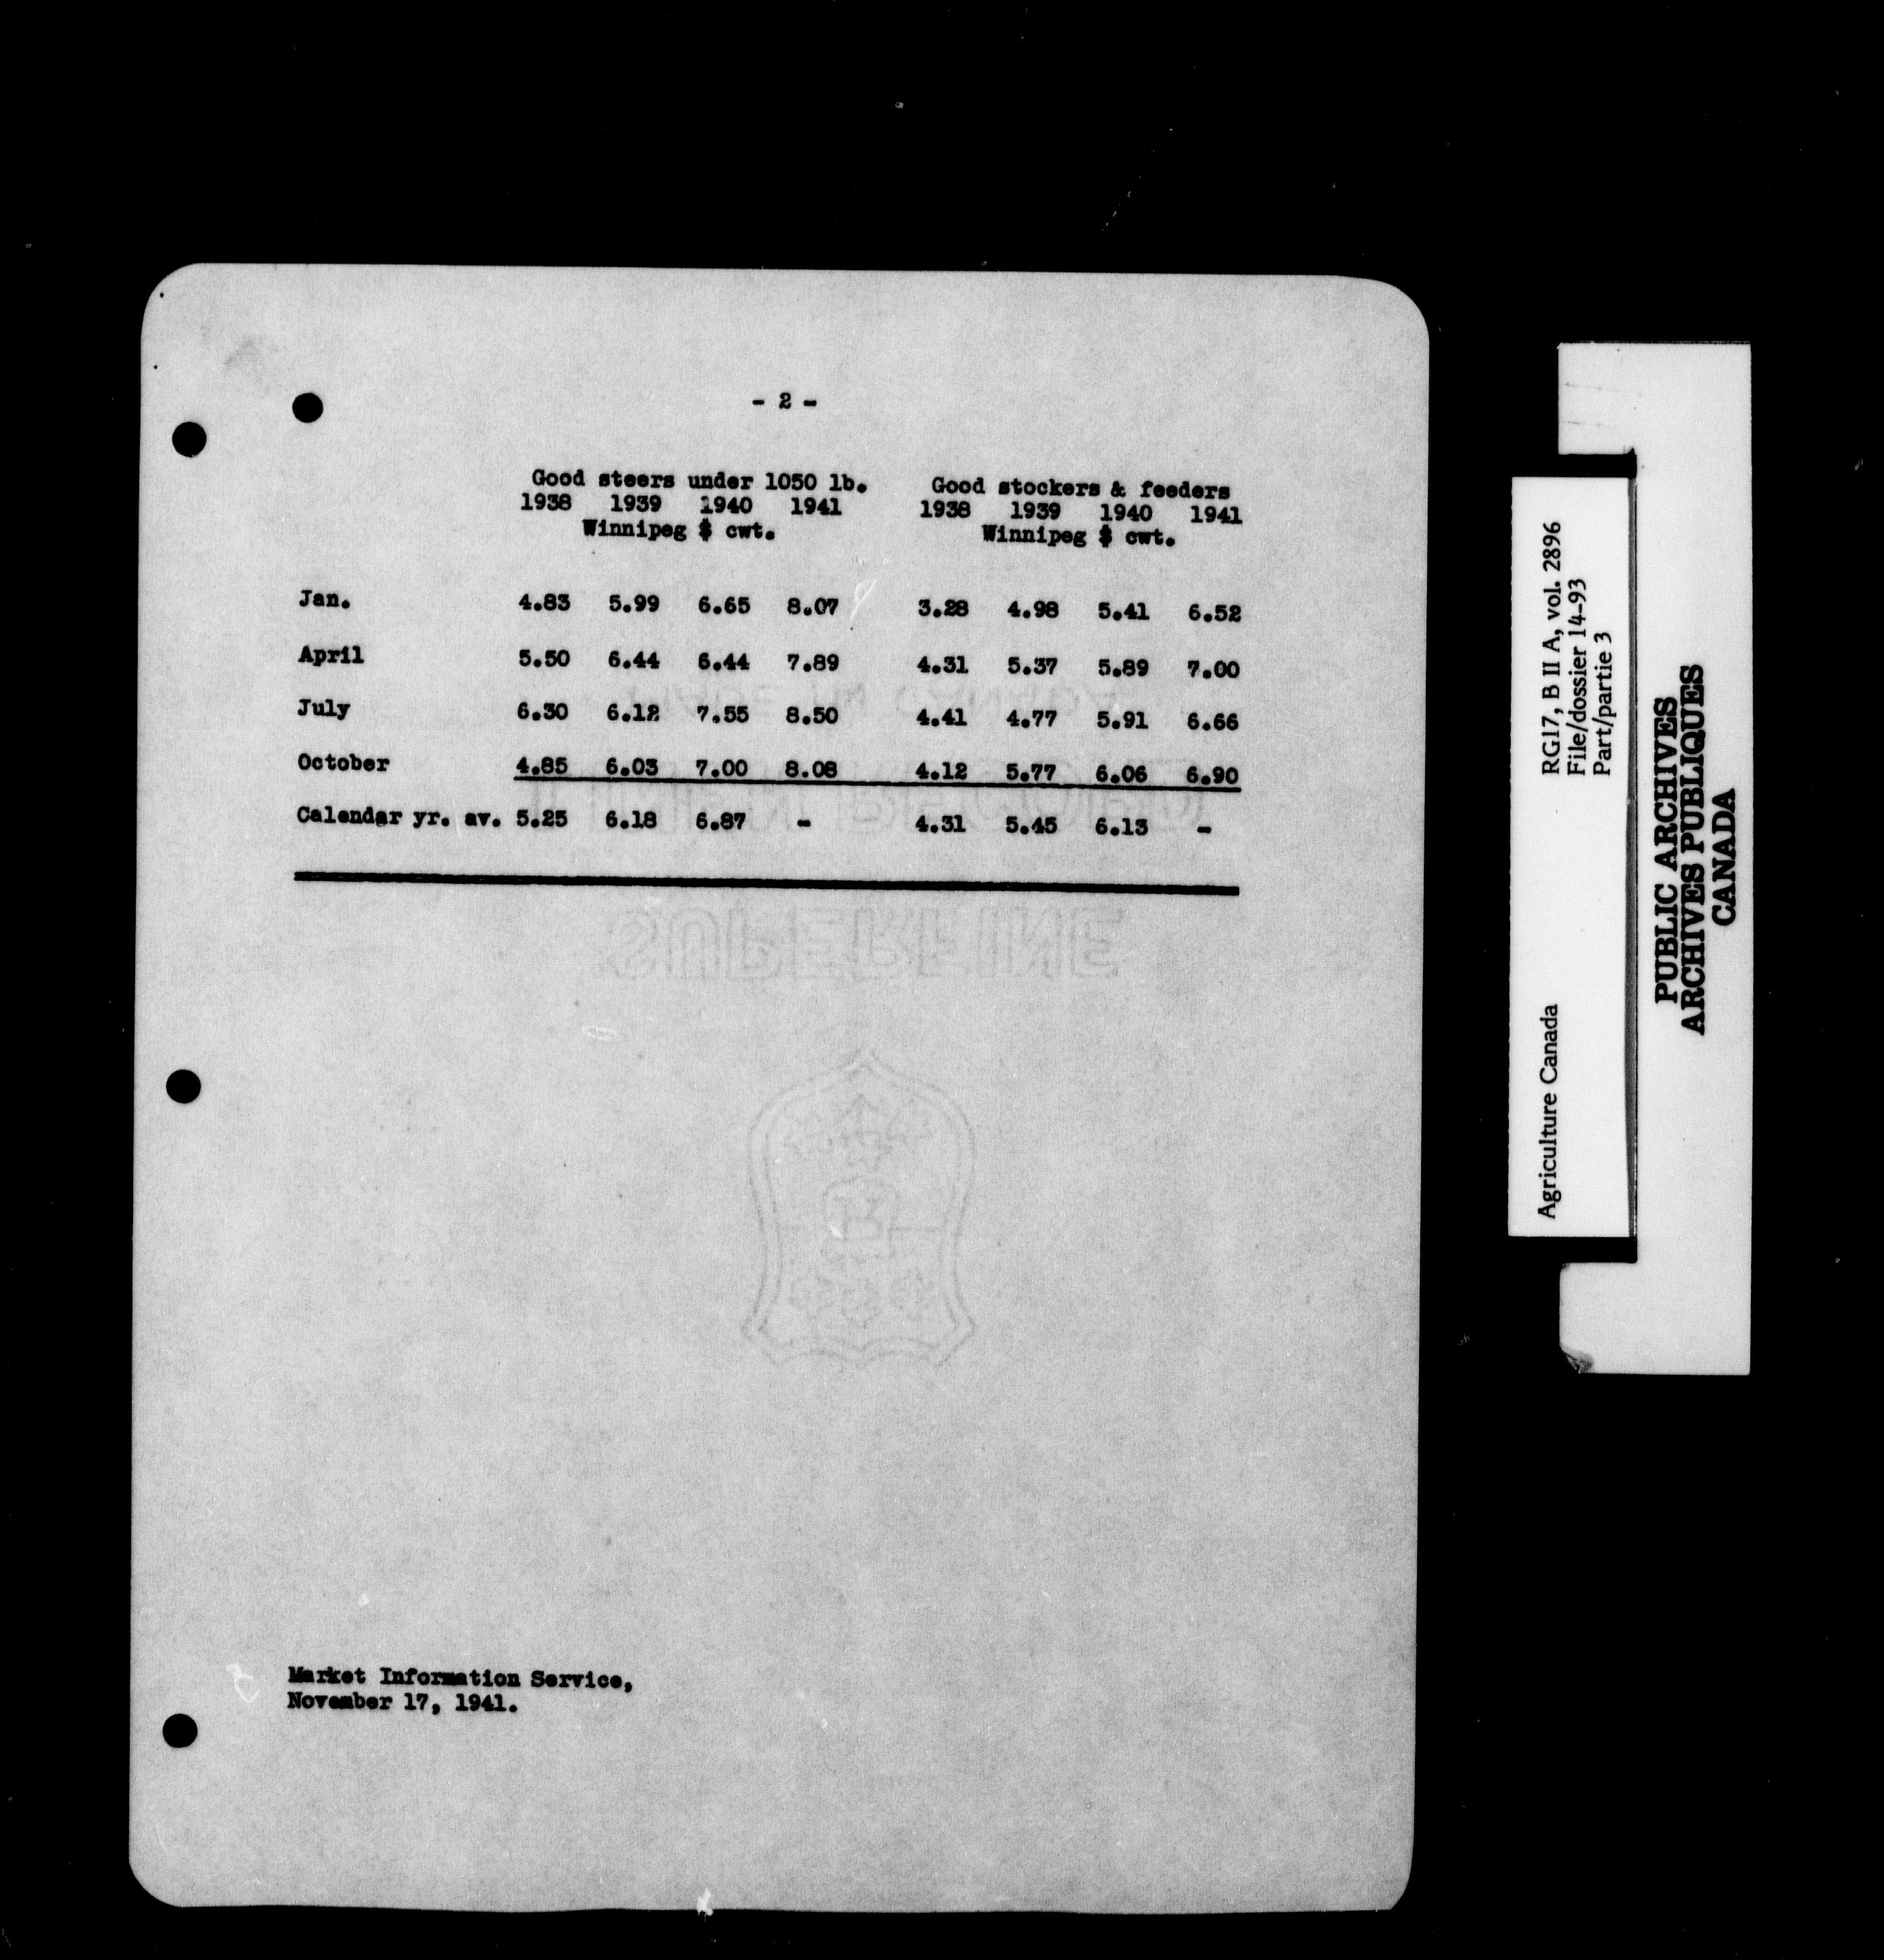 - 2 -
Good steers under 1050 lb. Good stockers & feeders
1938 1939 1940 1941 1938 1939 1940 1941
Winnipeg $ cwt. Winnipeg $ cwt.
Jan. 4.83 5.99 6.65 8.07 3.28 4.98 5.41 6.52
April 5.50 6.44 6.44 7.89 4.31 5.37 5.89 7.00
July 6.30 6.12 7.55 8.50 4.41 4.77 5.91 6.66
October 4.85 6.03 7.00 8.08 4.12 5.77 6.06 6.90
Calendar yr. av. 5.25 6.18 6.87 - 4.31 5.45 6.13 -
SUPERFINE
Market Information Service,
November 17, 1941.
Agriculture Canada
RG17, B II A, vol. 2896
File/dossier 14-93
Part/partie 3
PUBLIC ARCHIVES
ARCHIVES PUBLIQUES
CANADA